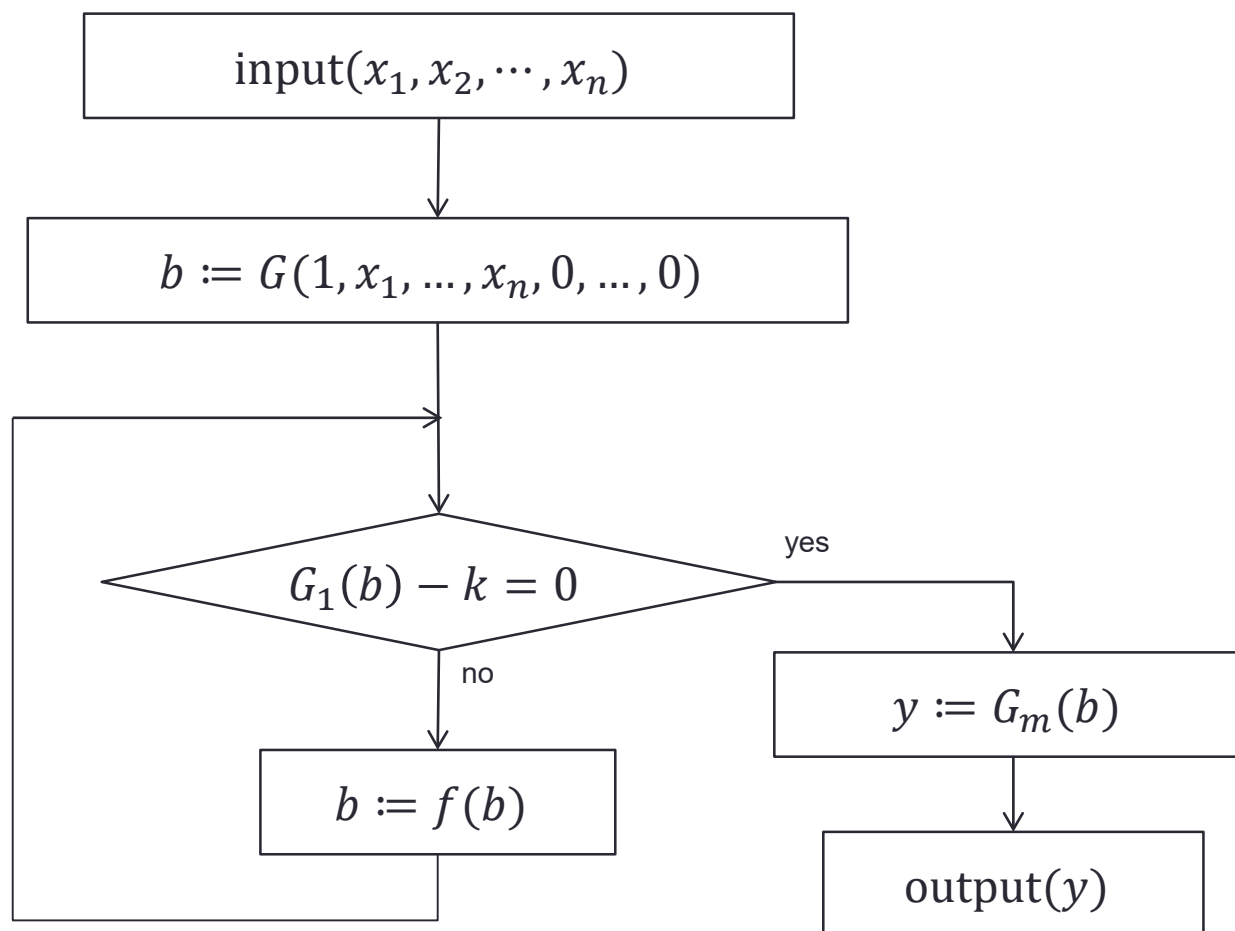 input(x₁, x₂, ⋯ , xₙ)
b ≔ G(1, x₁, … , xₙ, 0, … , 0)
G₁(b) − k = 0
yes
no
y ≔ Gₘ(b)
b ≔ f(b)
output(y)